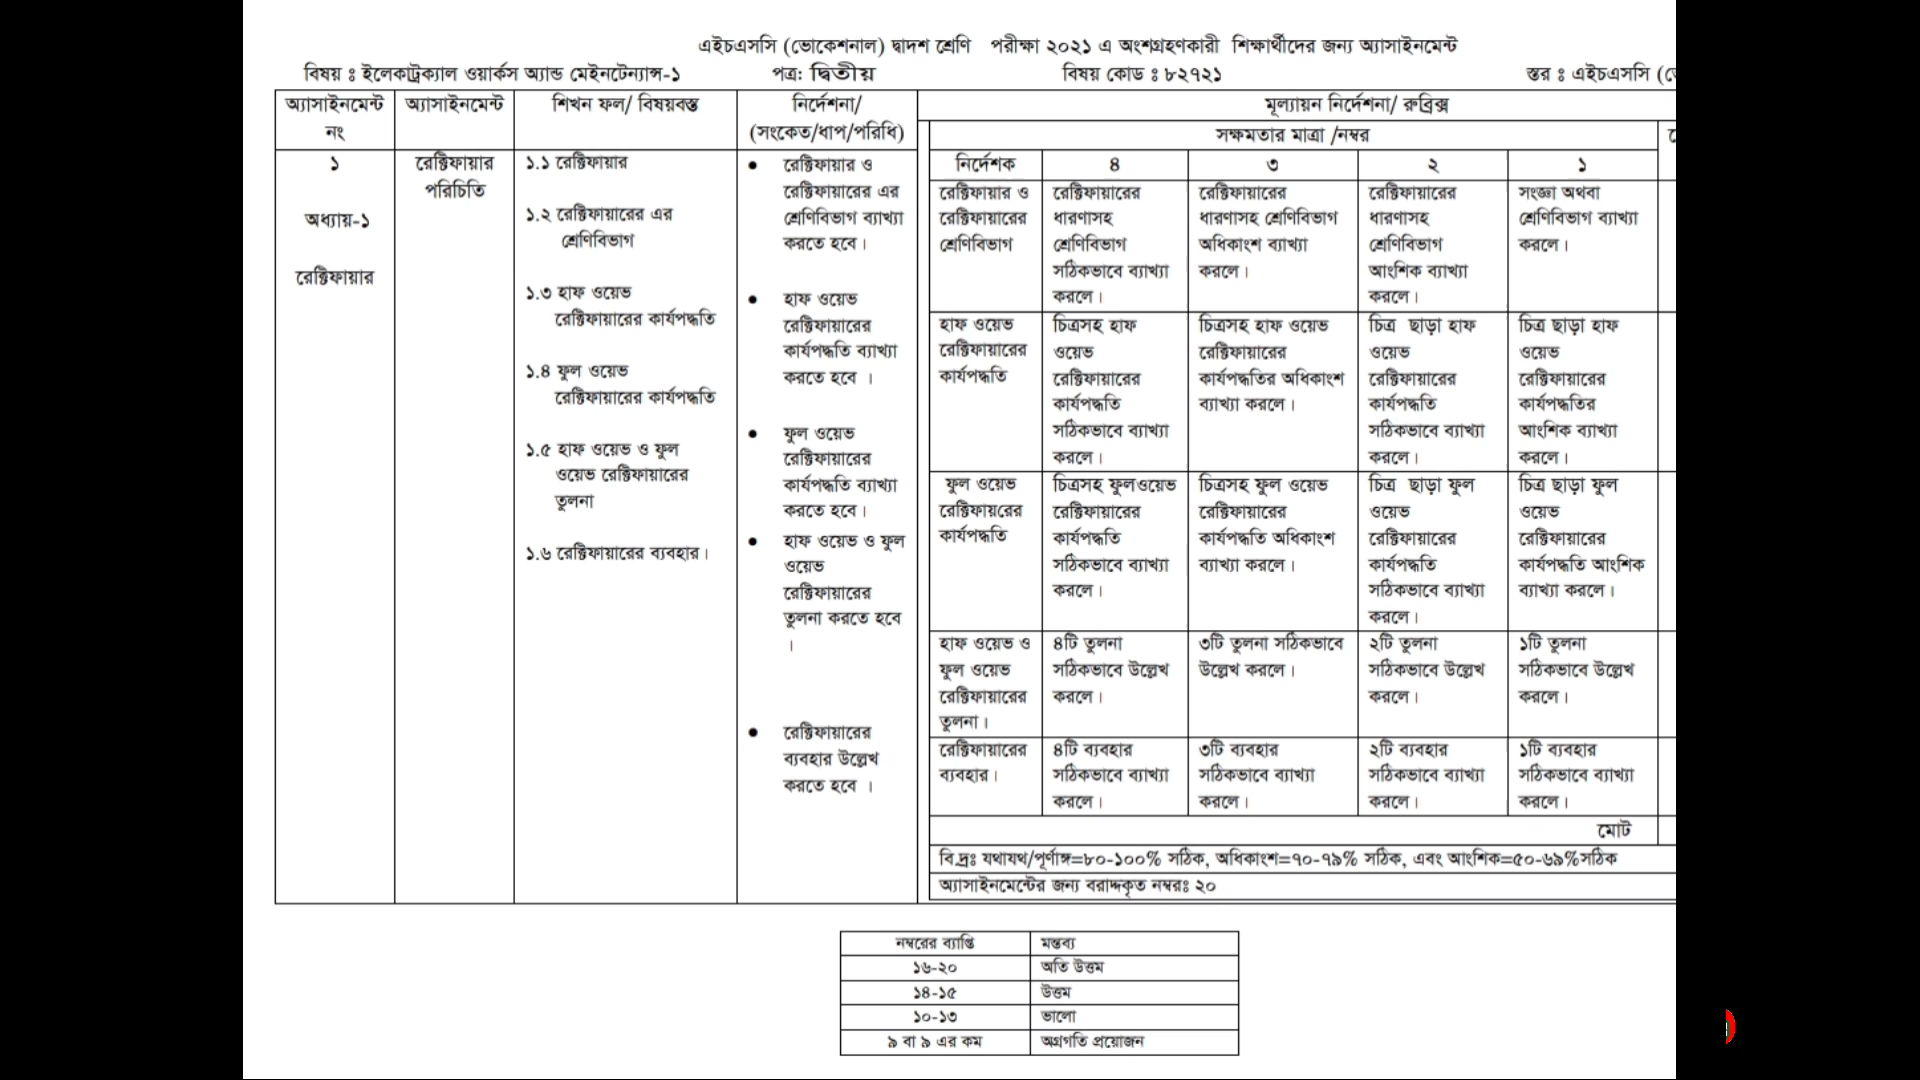 এইচএসসি (ভোকেশনাল) দ্বাদশ শ্রেণি পরীক্ষা ২০২১ এ অংশগ্রহণকারী শিক্ষার্থীদের জন্য অ্যাসাইনমেন্ট
বিষয় ঃ ইলেকট্রিক্যাল ওয়ার্কস অ্যান্ড মেইনটেন্যান্স-১ পত্র: দ্বিতীয় বিষয় কোড ঃ ৮২৭২১ স্তর ঃ এইচএসসি
অ্যাসাইনমেন্ট
নং
অ্যাসাইনমেন্ট
শিখন ফল/ বিষয়বস্তু
নির্দেশনা/
(সংকেত/ধাপ/পরিধি)
মূল্যায়ন নির্দেশনা/ রুব্রিক্স
সক্ষমতার মাত্রা /নম্বর
নির্দেশক ৪ ৩ ২ ১
১
অধ্যায়-১
রেক্টিফায়ার
রেক্টিফায়ার
পরিচিতি
১.১ রেক্টিফায়ার
১.২ রেক্টিফায়ারের এর
শ্রেণিবিভাগ
১.৩ হাফ ওয়েভ
রেক্টিফায়ারের কার্যপদ্ধতি
১.৪ ফুল ওয়েভ
রেক্টিফায়ারের কার্যপদ্ধতি
১.৫ হাফ ওয়েভ ও ফুল
ওয়েভ রেক্টিফায়ারের
তুলনা
১.৬ রেক্টিফায়ারের ব্যবহার।
● রেক্টিফায়ার ও
রেক্টিফায়ারের এর
শ্রেণিবিভাগ ব্যাখ্যা
করতে হবে।
● হাফ ওয়েভ
রেক্টিফায়ারের
কার্যপদ্ধতি ব্যাখ্যা
করতে হবে ।
● ফুল ওয়েভ
রেক্টিফায়ারের
কার্যপদ্ধতি ব্যাখ্যা
করতে হবে।
● হাফ ওয়েভ ও ফুল
ওয়েভ
রেক্টিফায়ারের
তুলনা করতে হবে
।
● রেক্টিফায়ারের
ব্যবহার উল্লেখ
করতে হবে ।
রেক্টিফায়ার ও
রেক্টিফায়ারের
শ্রেণিবিভাগ
রেক্টিফায়ারের
ধারণাসহ
শ্রেণিবিভাগ
সঠিকভাবে ব্যাখ্যা
করলে।
রেক্টিফায়ারের
ধারণাসহ শ্রেণিবিভাগ
অধিকাংশ ব্যাখ্যা
করলে।
রেক্টিফায়ারের
ধারণাসহ
শ্রেণিবিভাগ
আংশিক ব্যাখ্যা
করলে।
সংজ্ঞা অথবা
শ্রেণিবিভাগ ব্যাখ্যা
করলে।
হাফ ওয়েভ
রেক্টিফায়ারের
কার্যপদ্ধতি
চিত্রসহ হাফ
ওয়েভ
রেক্টিফায়ারের
কার্যপদ্ধতি
সঠিকভাবে ব্যাখ্যা
করলে।
চিত্রসহ হাফ ওয়েভ
রেক্টিফায়ারের
কার্যপদ্ধতির অধিকাংশ
ব্যাখ্যা করলে।
চিত্র ছাড়া হাফ
ওয়েভ
রেক্টিফায়ারের
কার্যপদ্ধতি
সঠিকভাবে ব্যাখ্যা
করলে।
চিত্র ছাড়া হাফ
ওয়েভ
রেক্টিফায়ারের
কার্যপদ্ধতির
আংশিক ব্যাখ্যা
করলে।
ফুল ওয়েভ
রেক্টিফায়রের
কার্যপদ্ধতি
চিত্রসহ ফুলওয়েভ
রেক্টিফায়ারের
কার্যপদ্ধতি
সঠিকভাবে ব্যাখ্যা
করলে।
চিত্রসহ ফুল ওয়েভ
রেক্টিফায়ারের
কার্যপদ্ধতি অধিকাংশ
ব্যাখ্যা করলে।
চিত্র ছাড়া ফুল
ওয়েভ
রেক্টিফায়ারের
কার্যপদ্ধতি
সঠিকভাবে ব্যাখ্যা
করলে।
চিত্র ছাড়া ফুল
ওয়েভ
রেক্টিফায়ারের
কার্যপদ্ধতি আংশিক
ব্যাখ্যা করলে।
হাফ ওয়েভ ও
ফুল ওয়েভ
রেক্টিফায়ারের
তুলনা।
৪টি তুলনা
সঠিকভাবে উল্লেখ
করলে।
৩টি তুলনা সঠিকভাবে
উল্লেখ করলে।
২টি তুলনা
সঠিকভাবে উল্লেখ
করলে।
১টি তুলনা
সঠিকভাবে উল্লেখ
করলে।
রেক্টিফায়ারের
ব্যবহার।
৪টি ব্যবহার
সঠিকভাবে ব্যাখ্যা
করলে।
৩টি ব্যবহার
সঠিকভাবে ব্যাখ্যা
করলে।
২টি ব্যবহার
সঠিকভাবে ব্যাখ্যা
করলে।
১টি ব্যবহার
সঠিকভাবে ব্যাখ্যা
করলে।
মোট
বি.দ্রঃ যথাযথ/পূর্ণাঙ্গ=৮০-১০০% সঠিক, অধিকাংশ=৭০-৭৯% সঠিক, এবং আংশিক=৫০-৬৯%সঠিক
অ্যাসাইনমেন্টের জন্য বরাদ্দকৃত নম্বরঃ ২০
নম্বরের ব্যাপ্তি মন্তব্য
১৬-২০ অতি উত্তম
১৪-১৫ উত্তম
১০-১৩ ভালো
৯ বা ৯ এর কম অগ্রগতি প্রয়োজন